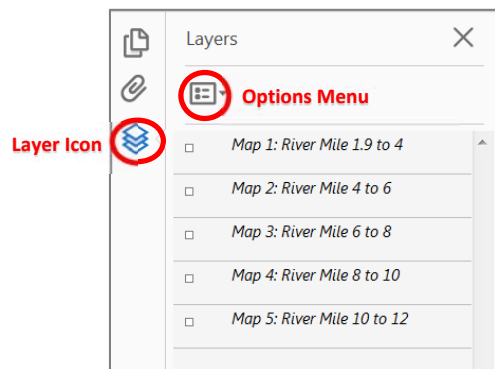 Layers
Options Menu
Layer Icon
Map 1: River Mile 1.9 to 4
Map 2: River Mile 4 to 6
Map 3: River Mile 6 to 8
Map 4: River Mile 8 to 10
Map 5: River Mile 10 to 12